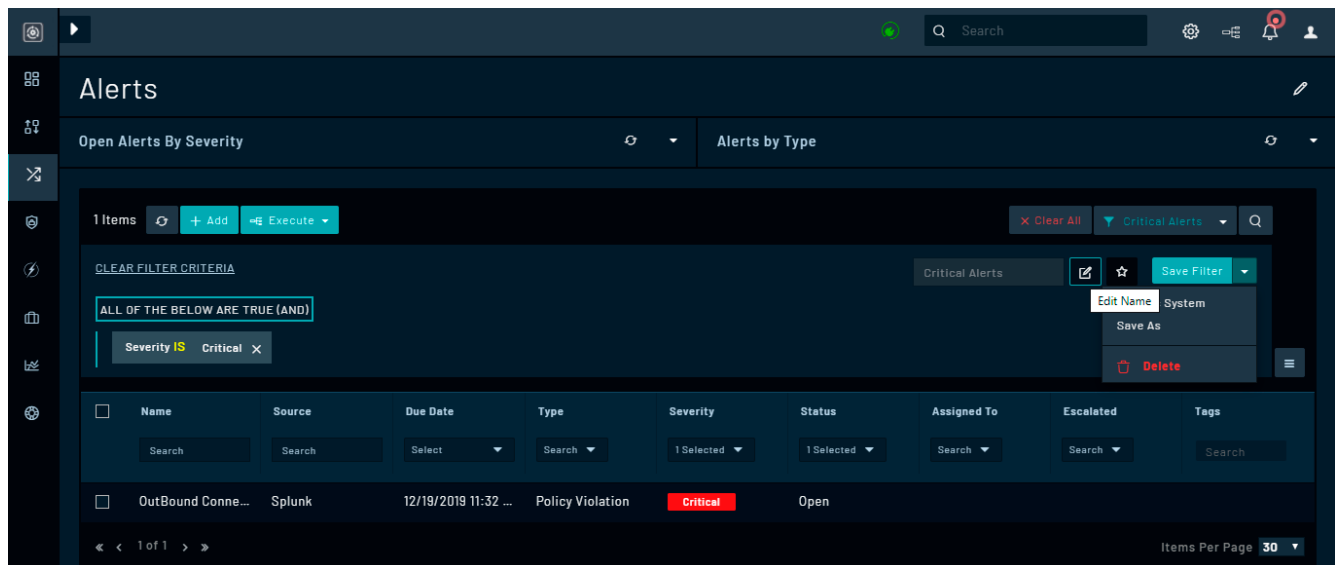 Search
Alerts
Open Alerts By Severity
Alerts by Type
1 Items
+ Add
Execute
× Clear All
Critical Alerts
CLEAR FILTER CRITERIA
Critical Alerts
Save Filter
Edit Name
System
Save As
Delete
ALL OF THE BELOW ARE TRUE (AND)
Severity IS Critical ×
Name Source Due Date Type Severity Status Assigned To Escalated Tags
Search Search Select Search 1 Selected 1 Selected Search Search Search
OutBound Conne... Splunk 12/19/2019 11:32 ... Policy Violation Critical Open
« < 1 of 1 > »
Items Per Page 30